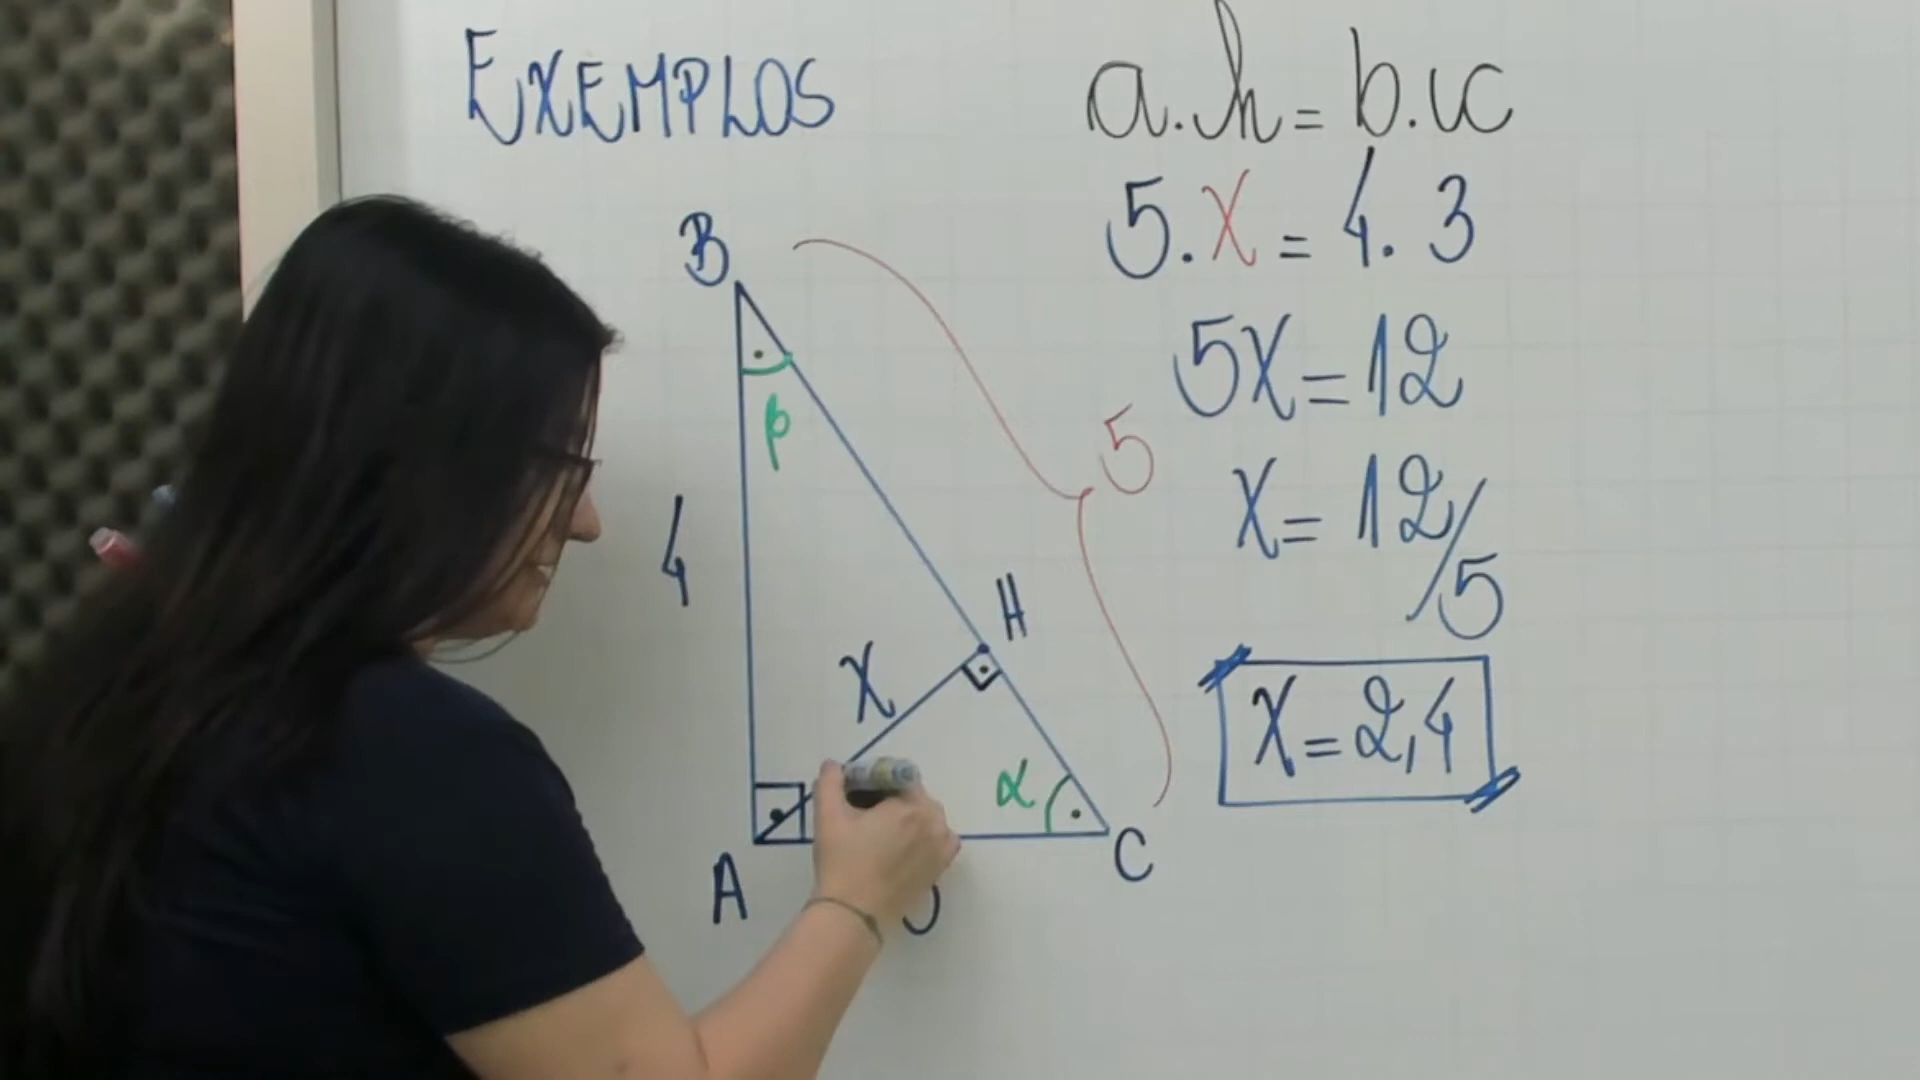 EXEMPLOS
a.h = b.c
5.x = 4.3
5x = 12
x = 12/5
x = 2,4
B
β
4
5
H
x
α
A
C